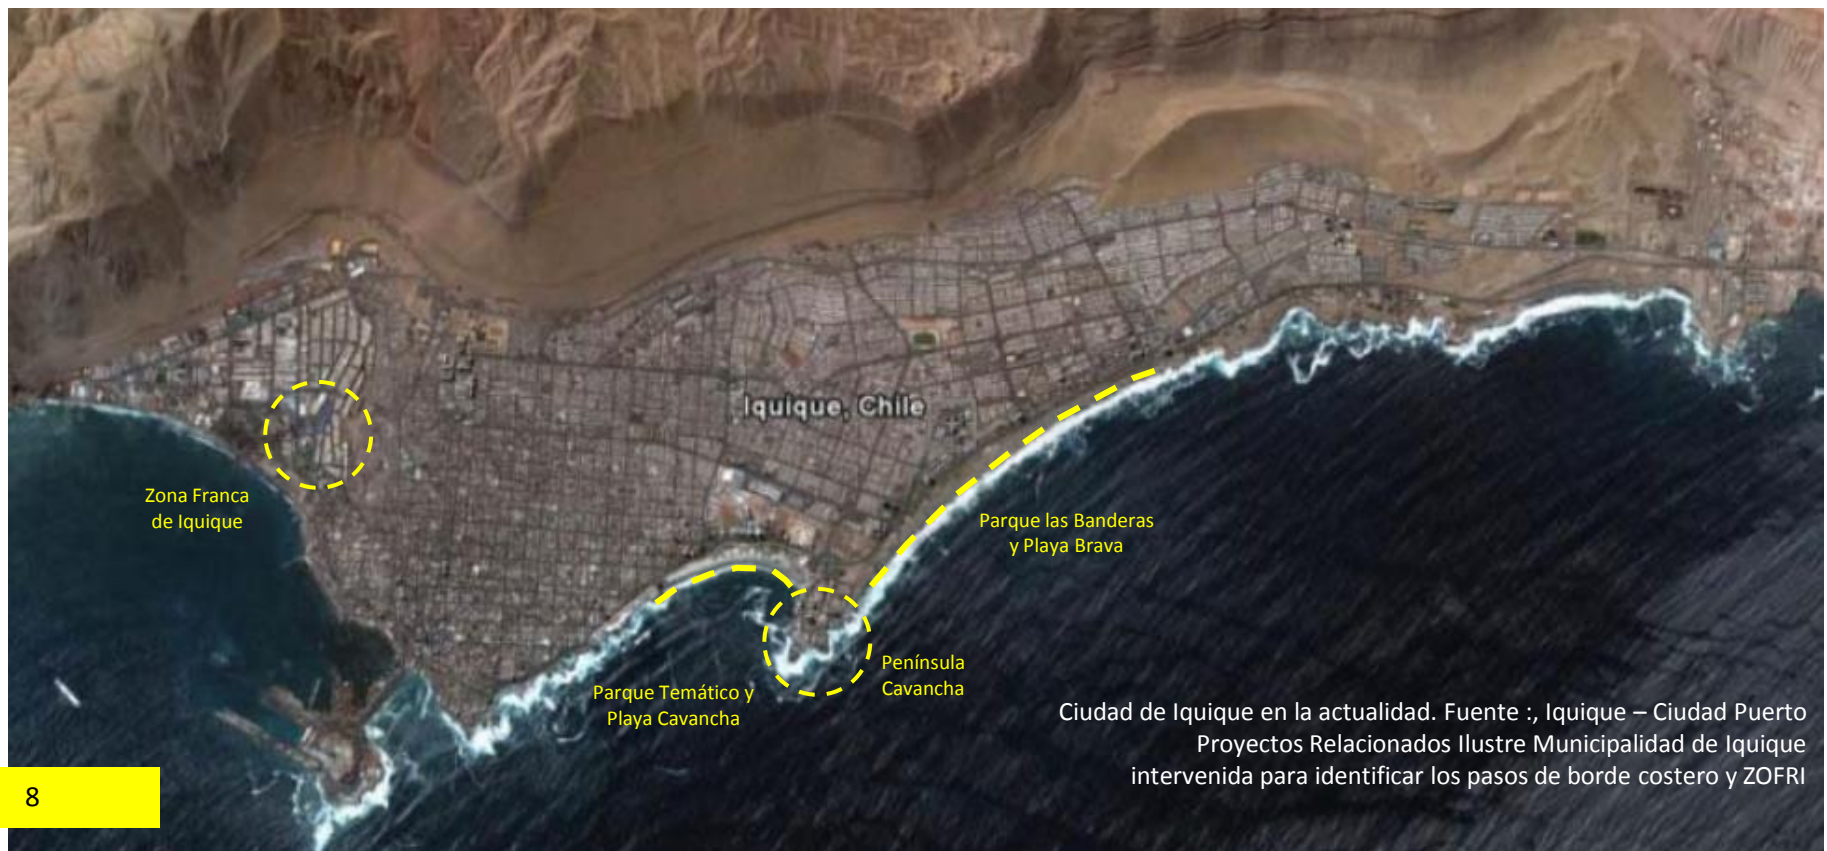 Iquique, Chile
Zona Franca
de Iquique
Parque las Banderas
y Playa Brava
Península
Cavancha
Parque Temático y
Playa Cavancha
Ciudad de Iquique en la actualidad. Fuente :, Iquique – Ciudad Puerto
Proyectos Relacionados Ilustre Municipalidad de Iquique
intervenida para identificar los pasos de borde costero y ZOFRI
8